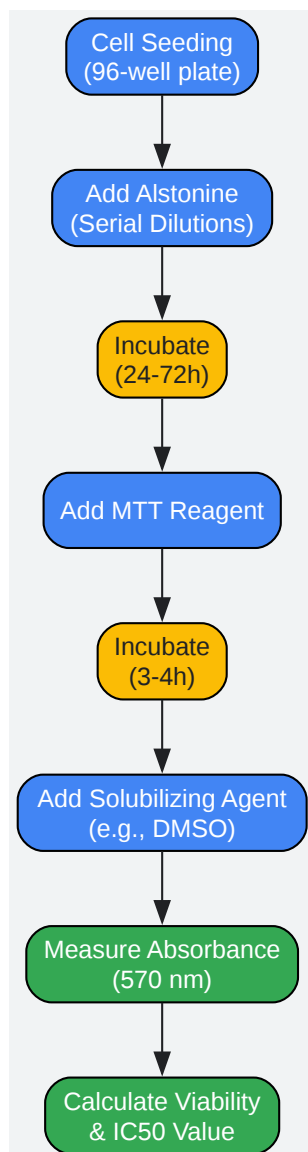 Cell Seeding
(96-well plate)
Add Alstonine
(Serial Dilutions)
Incubate
(24-72h)
Add MTT Reagent
Incubate
(3-4h)
Add Solubilizing Agent
(e.g., DMSO)
Measure Absorbance
(570 nm)
Calculate Viability
& IC50 Value